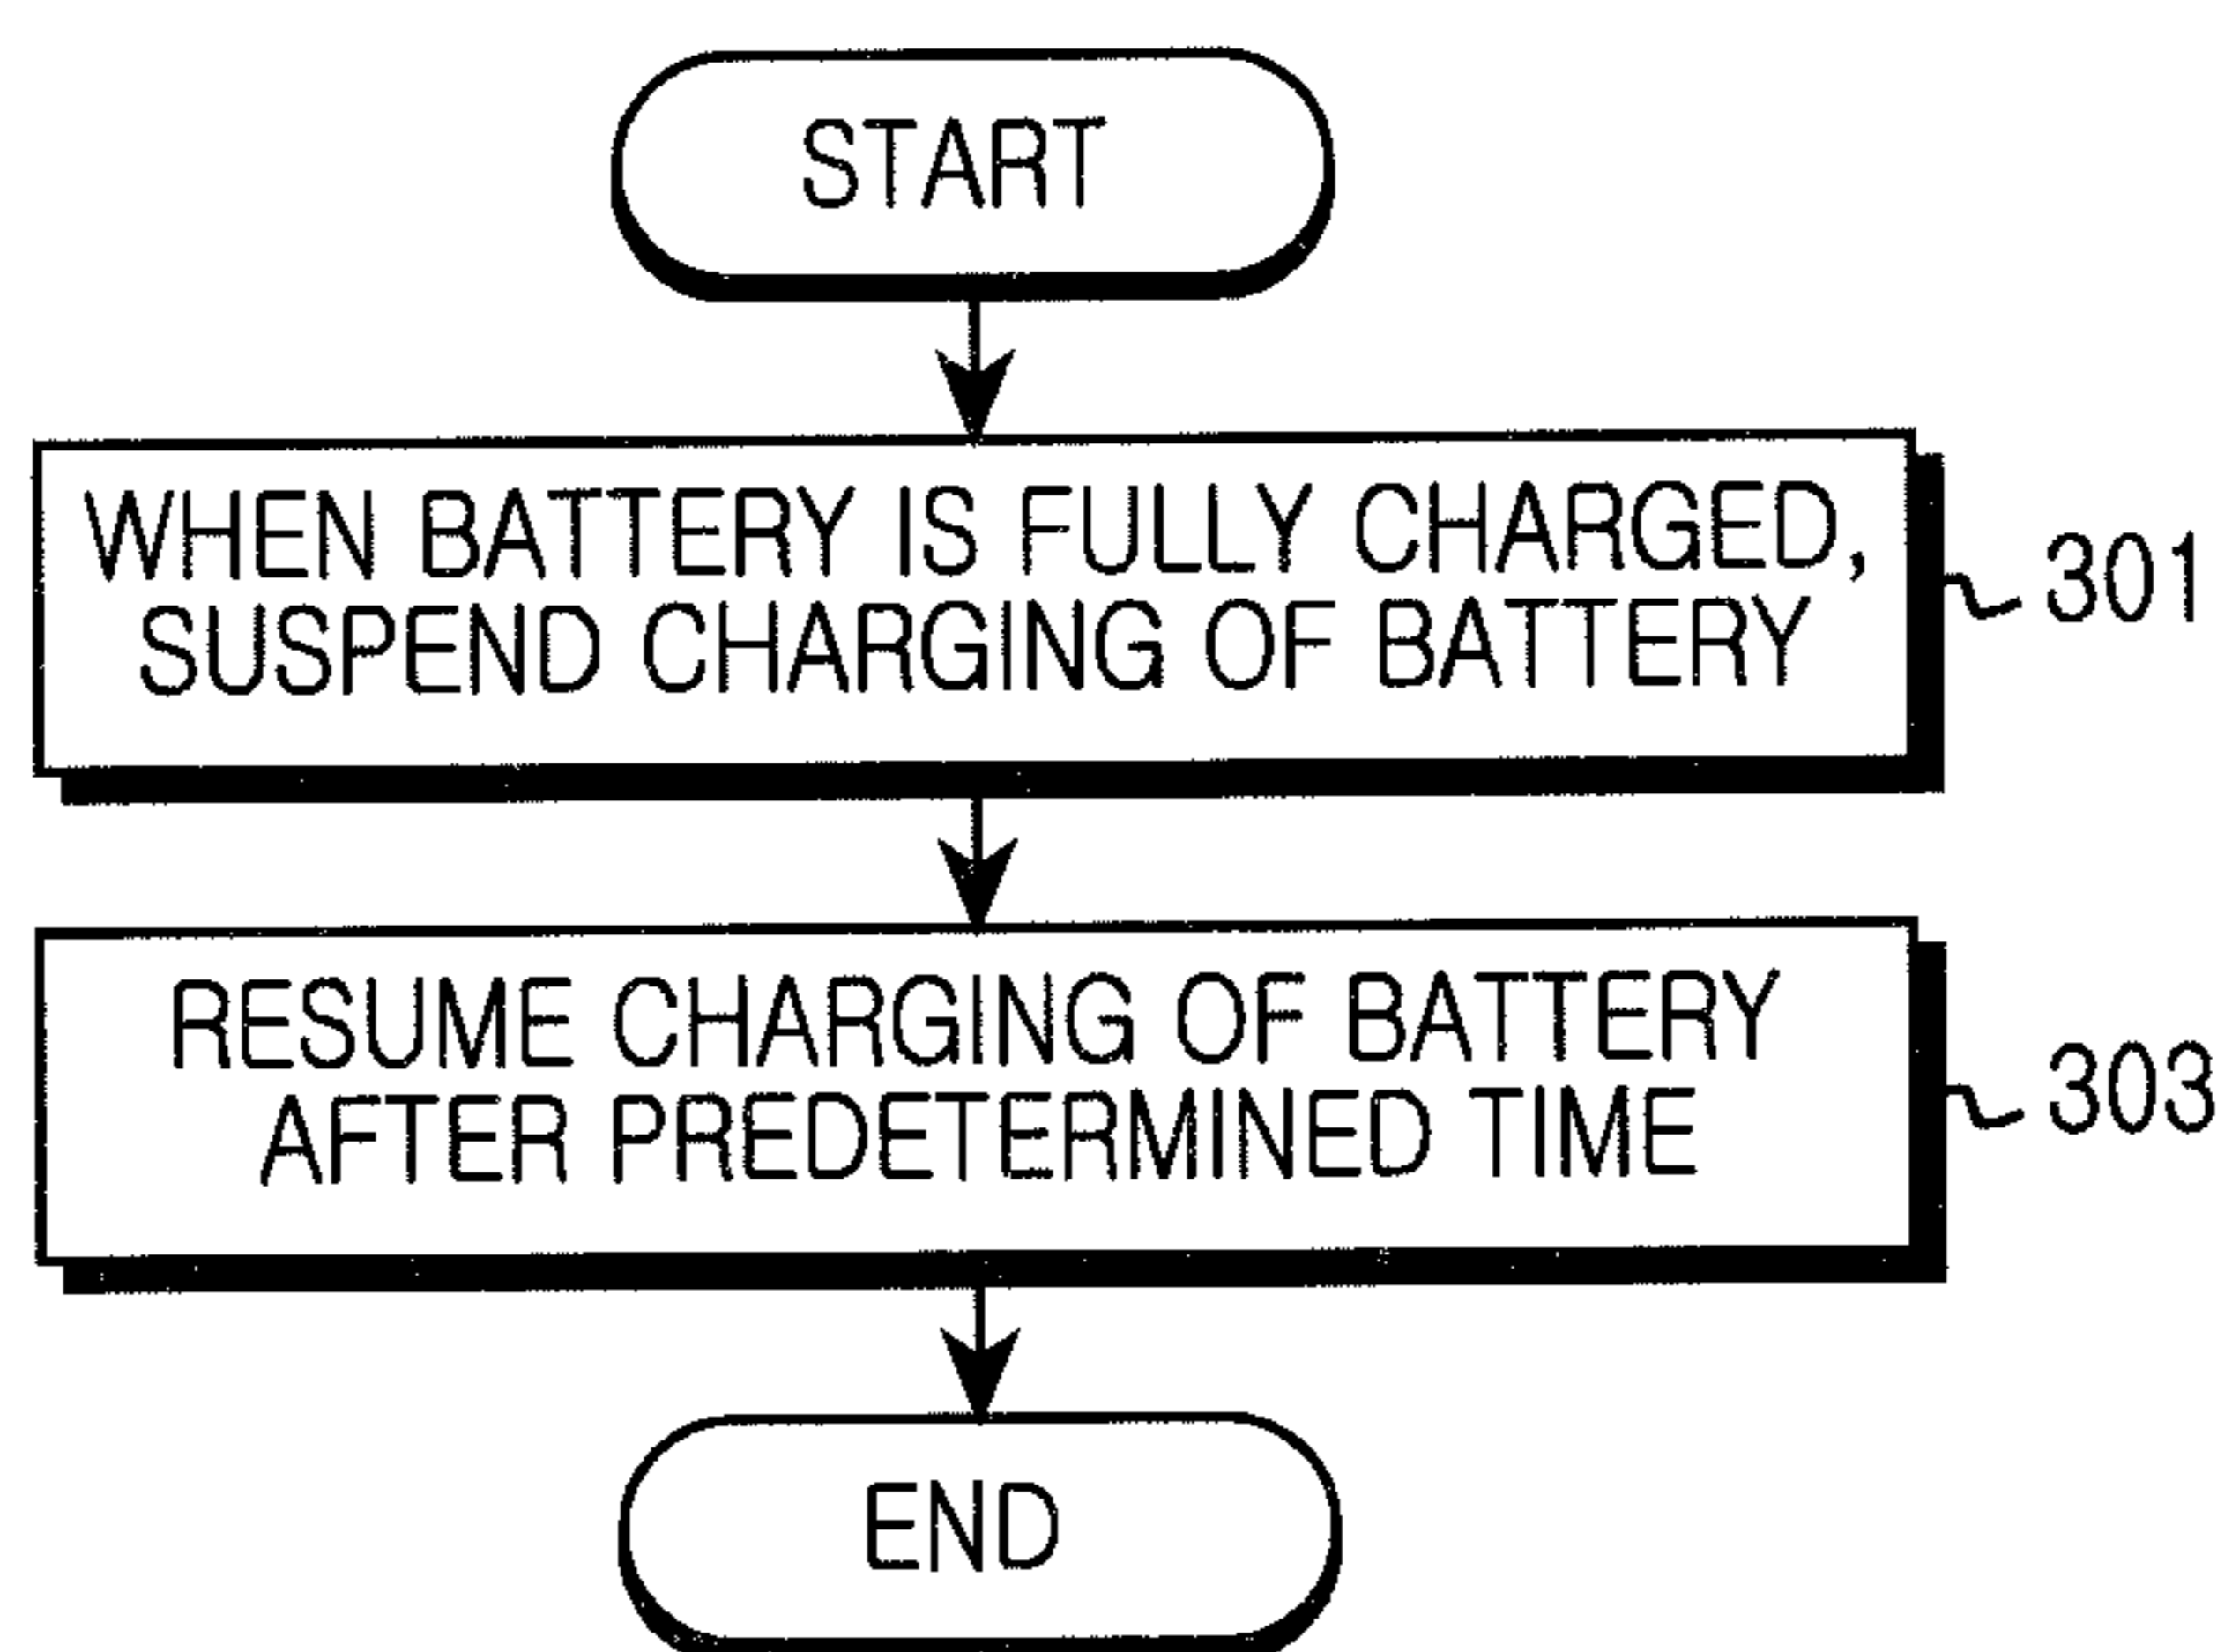 START
WHEN BATTERY IS FULLY CHARGED,
SUSPEND CHARGING OF BATTERY
301
RESUME CHARGING OF BATTERY
AFTER PREDETERMINED TIME
303
END